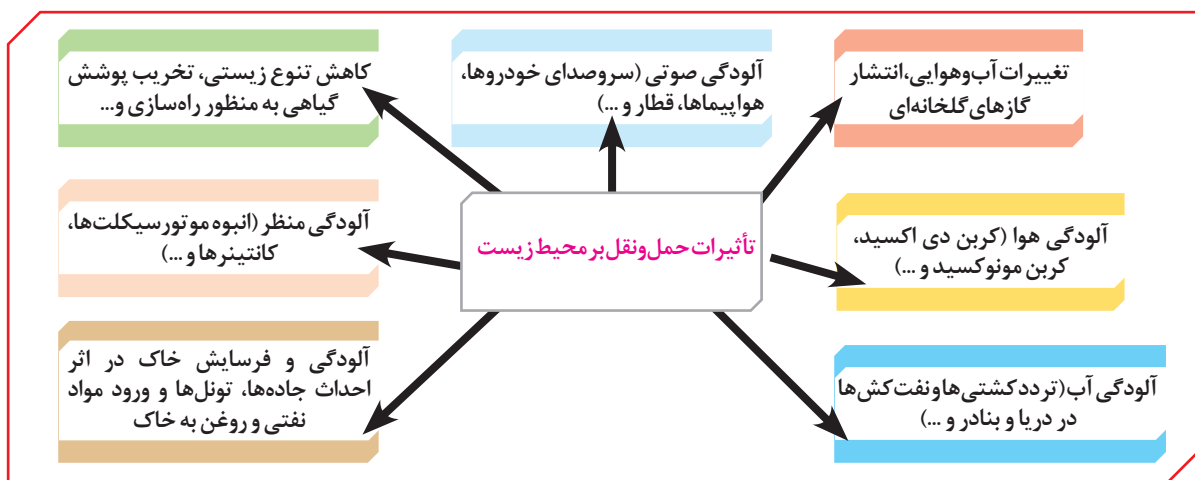 تغییرات آب‌وهوایی، انتشار
گازهای گلخانه‌ای
آلودگی صوتی (سروصدای خودروها،
هواپیماها، قطار و ...)
کاهش تنوع زیستی، تخریب پوشش
گیاهی به منظور راه‌سازی و...
تأثیرات حمل‌ونقل بر محیط زیست
آلودگی هوا (کربن دی اکسید،
کربن مونوکسید و ...)
آلودگی منظر (انبوه موتورسیکلت‌ها،
کانتینرها و ...)
آلودگی آب (تردد کشتی‌ها و نفت‌کش‌ها
در دریا و بنادر و ...)
آلودگی و فرسایش خاک در اثر
احداث جاده‌ها، تونل‌ها و ورود مواد
نفتی و روغن به خاک